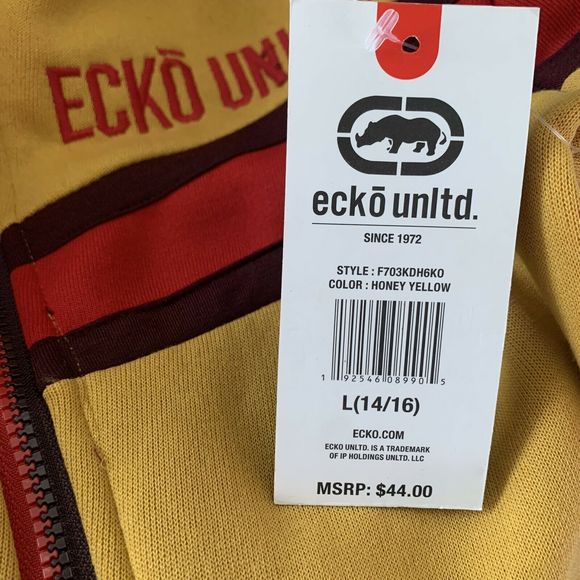 ECKŌ UN
eckō unltd.
SINCE 1972
STYLE : F703KDH6KO
COLOR : HONEY YELLOW
1 92546 08990 5
L(14/16)
ECKO.COM
ECKO UNLTD. IS A TRADEMARK
OF IP HOLDINGS UNLTD. LLC
MSRP: $44.00